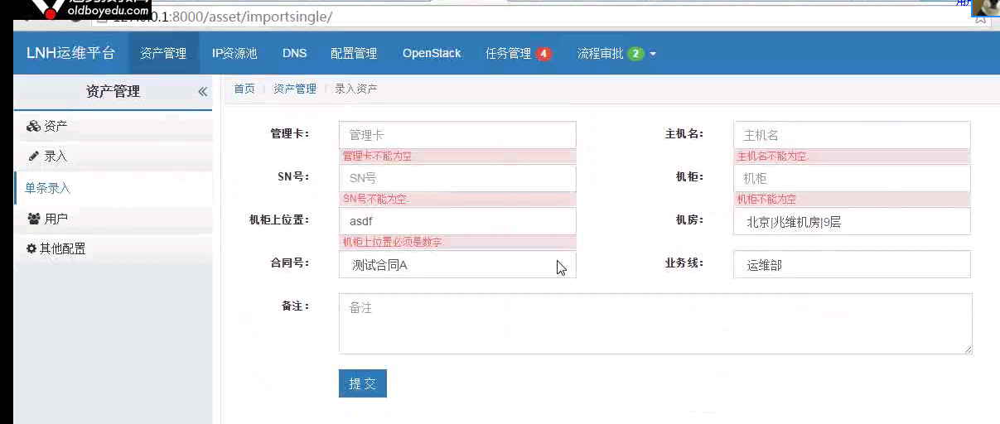 oldboyedu.com
127.0.0.1:8000/asset/importsingle/
LNH运维平台 资产管理 IP资源池 DNS 配置管理 OpenStack 任务管理 4 流程审批 2
资产管理
首页 资产管理 录入资产
资产
录入
单条录入
用户
其他配置
管理卡： 管理卡 主机名： 主机名
管理卡不能为空. 主机名不能为空.
SN号： SN号 机柜： 机柜
SN号不能为空. 机柜不能为空.
机柜上位置： asdf 机房： 北京|兆维机房|9层
机柜上位置必须是数字.
合同号： 测试合同A 业务线： 运维部
备注： 备注
提 交